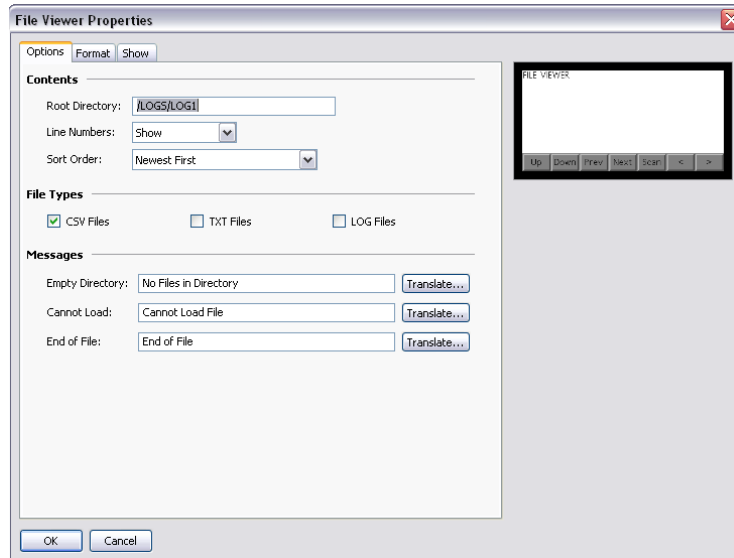 File Viewer Properties
Options Format Show
Contents
Root Directory: /LOGS/LOG1
Line Numbers: Show
Sort Order: Newest First
File Types
CSV Files TXT Files LOG Files
Messages
Empty Directory: No Files in Directory Translate...
Cannot Load: Cannot Load File Translate...
End of File: End of File Translate...
OK Cancel
FILE VIEWER
Up Down Prev Next Scan < >